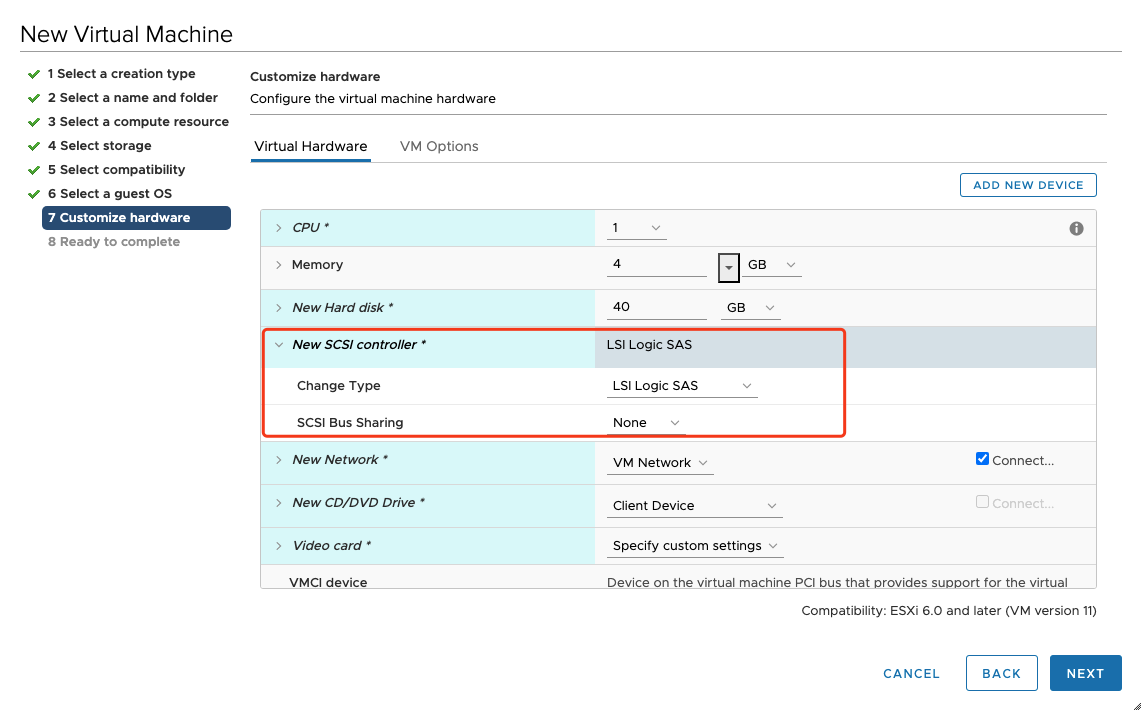 New Virtual Machine
1 Select a creation type
2 Select a name and folder
3 Select a compute resource
4 Select storage
5 Select compatibility
6 Select a guest OS
7 Customize hardware
8 Ready to complete
Customize hardware
Configure the virtual machine hardware
Virtual Hardware VM Options
ADD NEW DEVICE
CPU * 1
Memory 4 GB
New Hard disk * 40 GB
New SCSI controller * LSI Logic SAS
Change Type LSI Logic SAS
SCSI Bus Sharing None
New Network * VM Network Connect...
New CD/DVD Drive * Client Device Connect...
Video card * Specify custom settings
VMCI device Device on the virtual machine PCI bus that provides support for the virtual
Compatibility: ESXi 6.0 and later (VM version 11)
CANCEL BACK NEXT